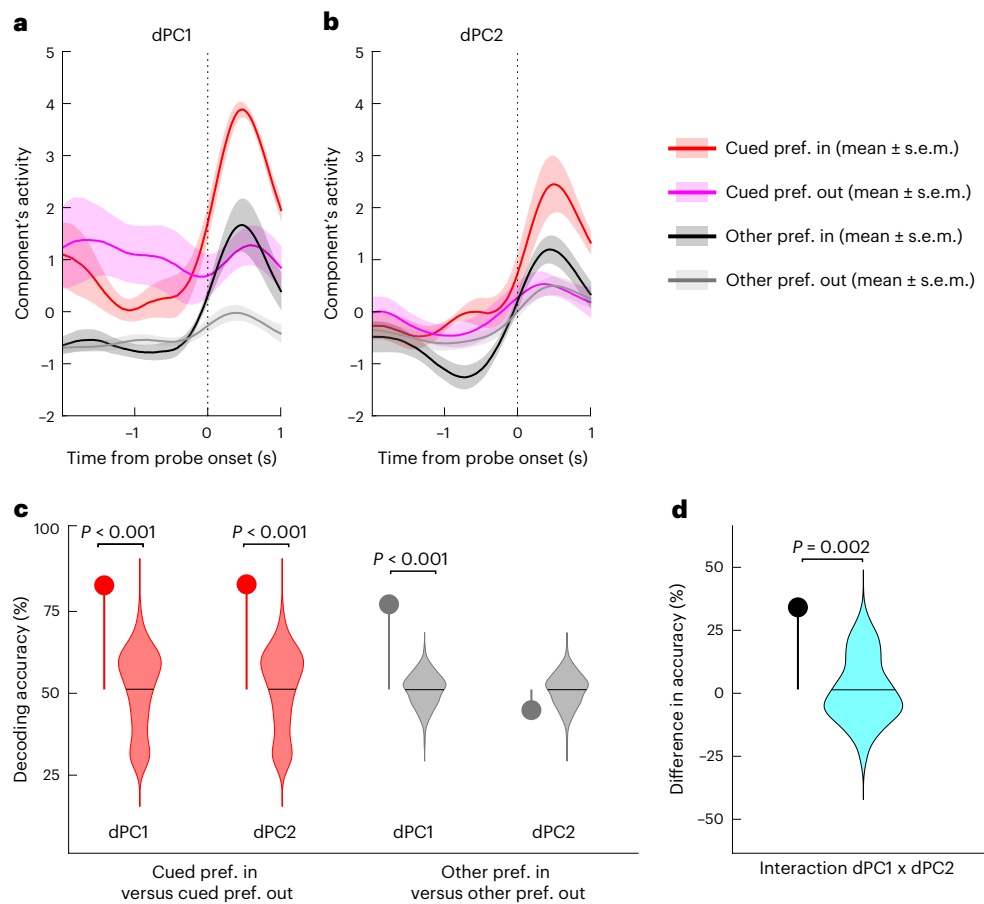 a
dPC1
5
4
3
2
1
0
–1
–2
Component's activity
–1
0
1
Time from probe onset (s)
b
dPC2
5
4
3
2
1
0
–1
–2
Component's activity
–1
0
1
Time from probe onset (s)
Cued pref. in (mean ± s.e.m.)
Cued pref. out (mean ± s.e.m.)
Other pref. in (mean ± s.e.m.)
Other pref. out (mean ± s.e.m.)
c
100
75
50
25
Decoding accuracy (%)
P < 0.001
P < 0.001
P < 0.001
dPC1
dPC2
dPC1
dPC2
Cued pref. in
versus cued pref. out
Other pref. in
versus other pref. out
d
50
25
0
–25
–50
Difference in accuracy (%)
P = 0.002
Interaction dPC1 x dPC2